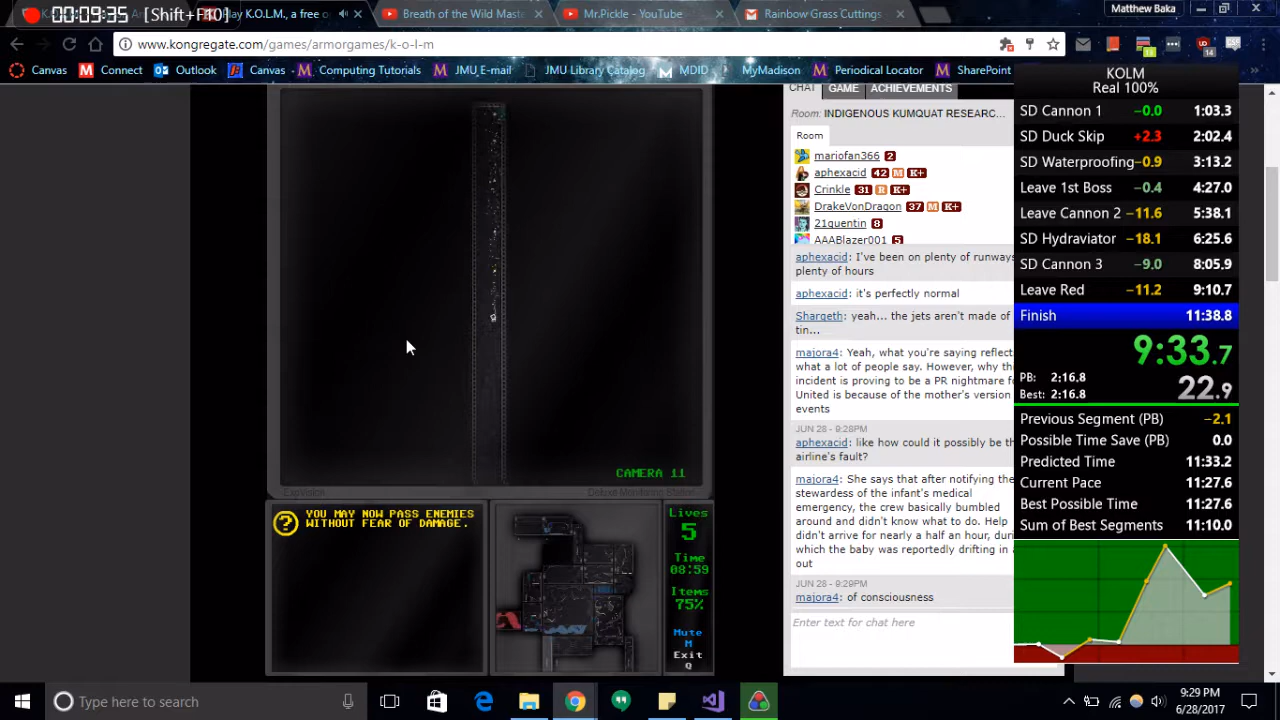 00:09:35 [Shift+F10]
Play K.O.L.M., a free o
Breath of the Wild Maste
Mr.Pickle - YouTube
Rainbow Grass Cuttings
Matthew Baka
www.kongregate.com/games/armorgames/k-o-l-m
Canvas
Connect
Outlook
Canvas
Computing Tutorials
JMU E-mail
JMU Library Catalog
MDID
MyMadison
Periodical Locator
SharePoint
CHAT
GAME
ACHIEVEMENTS
Room: INDIGENOUS KUMQUAT RESEARC...
Room
mariofan366 2
aphexacid 42 M K+
Crinkle 31 R K+
DrakeVonDragon 37 M K+
21quentin 8
AAABlazer001 5
aphexacid: I've been on plenty of runways
plenty of hours
aphexacid: it's perfectly normal
Shargeth: yeah... the jets aren't made of
tin...
majora4: Yeah, what you're saying reflect
what a lot of people say. However, why th
incident is proving to be a PR nightmare f
United is because of the mother's version
events
JUN 28 - 9:28PM
aphexacid: like how could it possibly be th
airline's fault?
majora4: She says that after notifying the
stewardess of the infant's medical
emergency, the crew basically bumbled
around and didn't know what to do. Help
didn't arrive for nearly a half an hour, duri
which the baby was reportedly drifting in a
out
JUN 28 - 9:29PM
majora4: of consciousness
Enter text for chat here
CAMERA 11
ExpVision
Deluxe Monitoring Station
YOU MAY NOW PASS ENEMIES
WITHOUT FEAR OF DAMAGE.
Lives
5
Time
08:59
Items
75%
Mute
M
Exit
Q
KOLM
Real 100%
SD Cannon 1 −0.0 1:03.3
SD Duck Skip +2.3 2:02.4
SD Waterproofing −0.9 3:13.2
Leave 1st Boss −0.4 4:27.0
Leave Cannon 2 −11.6 5:38.1
SD Hydraviator −18.1 6:25.6
SD Cannon 3 −9.0 8:05.9
Leave Red −11.2 9:10.7
Finish 11:38.8
9:33.7
PB: 2:16.8
Best: 2:16.8
22.9
Previous Segment (PB) −2.1
Possible Time Save (PB) 0.0
Predicted Time 11:33.2
Current Pace 11:27.6
Best Possible Time 11:27.6
Sum of Best Segments 11:10.0
Type here to search
9:29 PM
6/28/2017